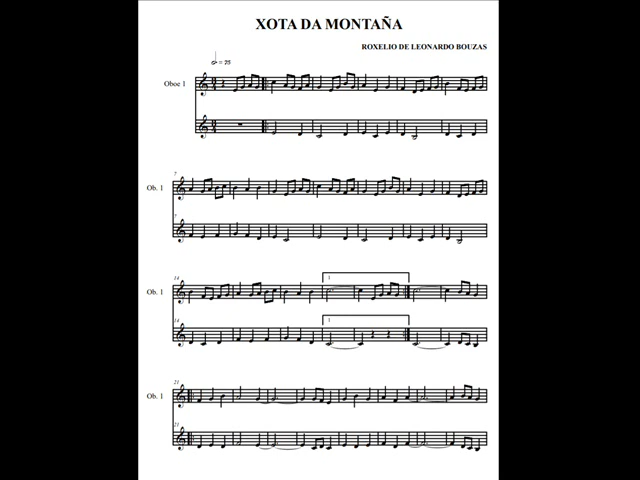 XOTA DA MONTAÑA
ROXELIO DE LEONARDO BOUZAS
= 75
Oboe 1
7
Ob. 1
7
14
1
Ob. 1
14
1
21
Ob. 1
21